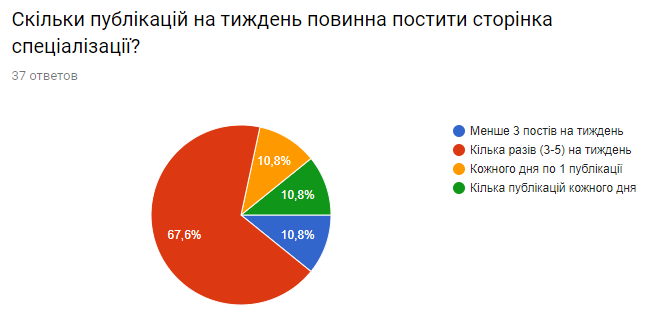 Скільки публікацій на тиждень повинна постити сторінка
спеціалізації?
37 ответов
Менше 3 постів на тиждень
Кілька разів (3-5) на тиждень
Кожного дня по 1 публікації
Кілька публікацій кожного дня
10,8%
10,8%
67,6%
10,8%